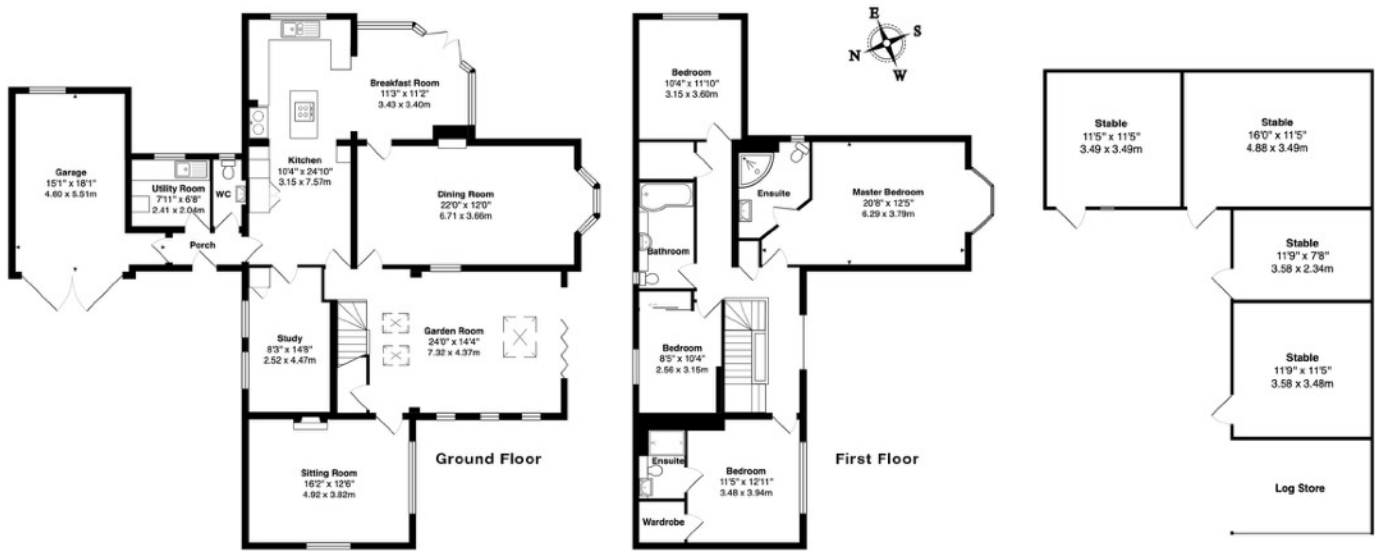 Garage
15'1" x 18'1"
4.60 x 5.51m
Utility Room
7'11" x 6'8"
2.41 x 2.04m
WC
Porch
Kitchen
10'4" x 24'10"
3.15 x 7.57m
Breakfast Room
11'3" x 11'2"
3.43 x 3.40m
Dining Room
22'0" x 12'0"
6.71 x 3.66m
Study
8'3" x 14'8"
2.52 x 4.47m
Garden Room
24'0" x 14'4"
7.32 x 4.37m
Sitting Room
16'2" x 12'6"
4.92 x 3.82m
Ground Floor
Bedroom
10'4" x 11'10"
3.15 x 3.60m
Ensuite
Master Bedroom
20'8" x 12'5"
6.29 x 3.79m
Bathroom
Bedroom
8'5" x 10'4"
2.56 x 3.15m
Ensuite
Bedroom
11'5" x 12'11"
3.48 x 3.94m
Wardrobe
First Floor
E
S
N
W
Stable
11'5" x 11'5"
3.49 x 3.49m
Stable
16'0" x 11'5"
4.88 x 3.49m
Stable
11'9" x 7'8"
3.58 x 2.34m
Stable
11'9" x 11'5"
3.58 x 3.48m
Log Store